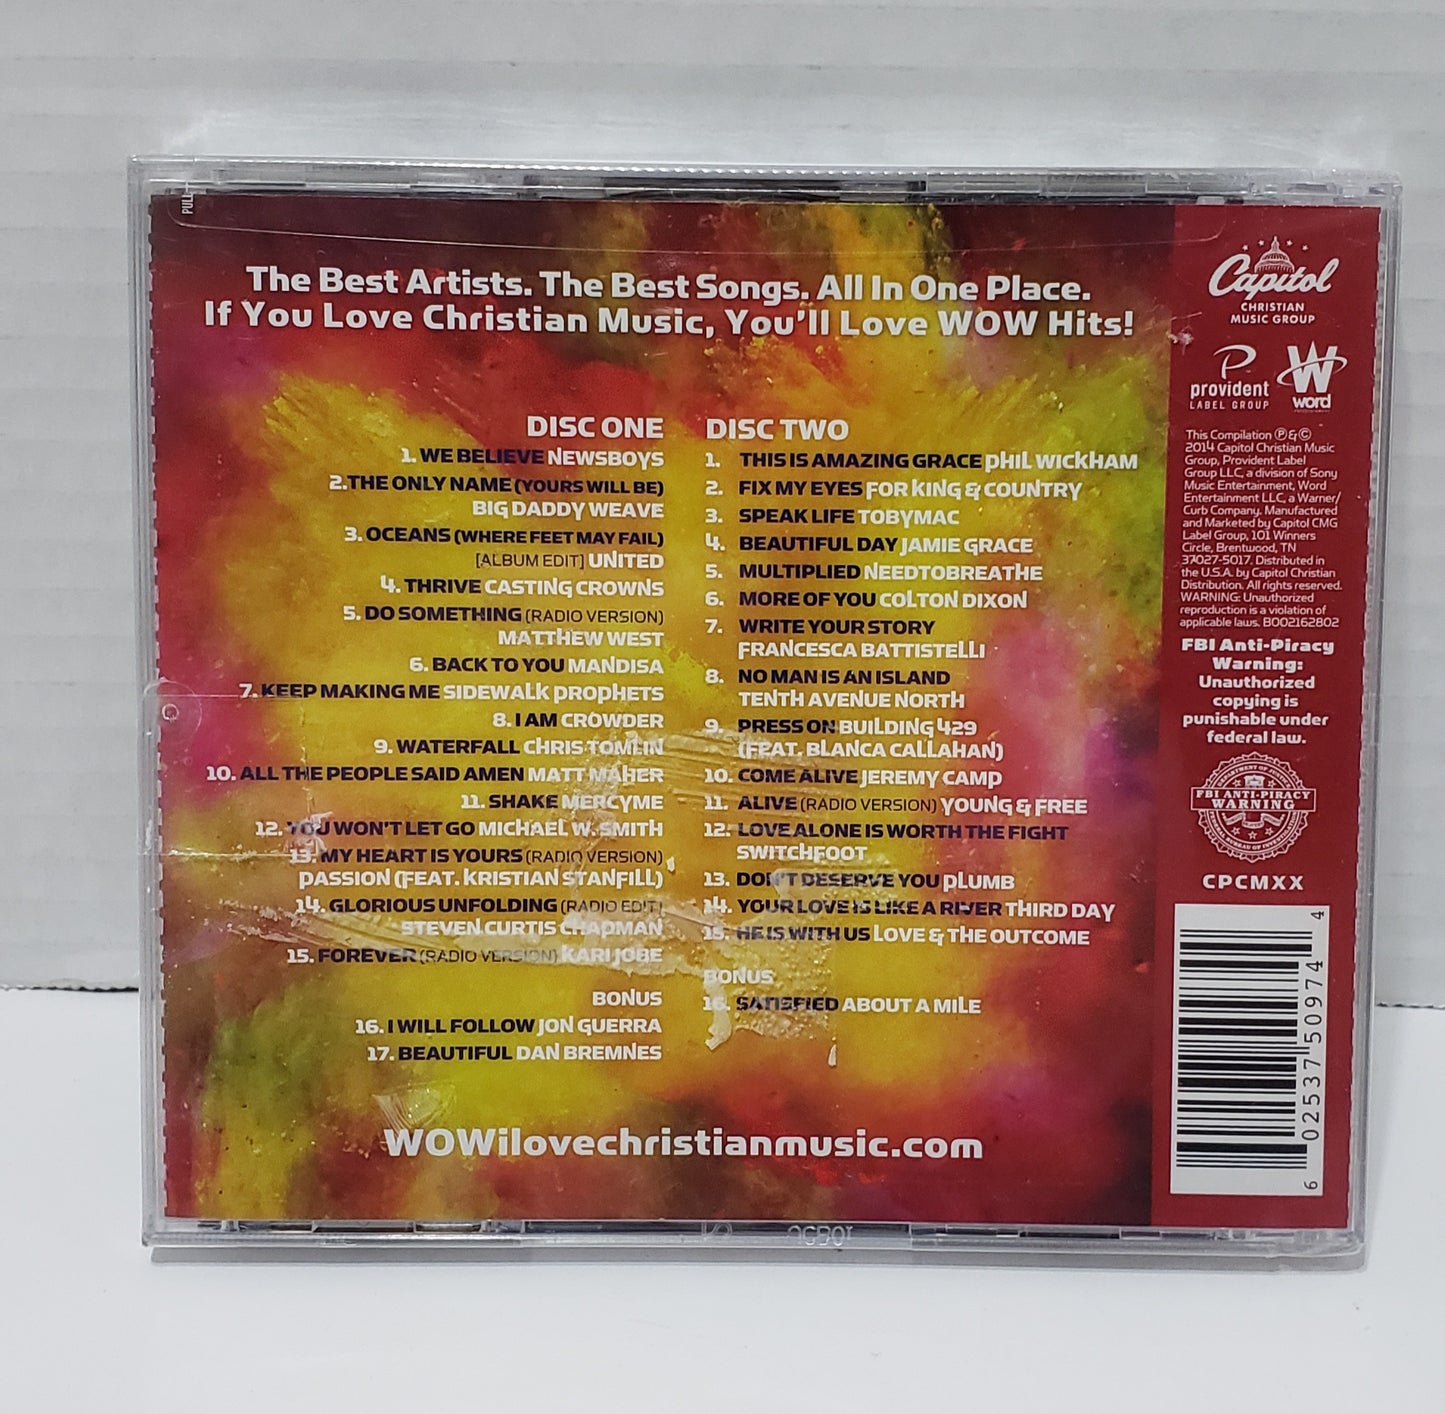 PULL
The Best Artists. The Best Songs. All In One Place.
If You Love Christian Music, You'll Love WOW Hits!
DISC ONE
1. WE BELIEVE NEWSBOYS
2.THE ONLY NAME (YOURS WILL BE)
BIG DADDY WEAVE
3. OCEANS (WHERE FEET MAY FAIL)
[ALBUM EDIT] UNITED
4. THRIVE CASTING CROWNS
5. DO SOMETHING (RADIO VERSION)
MATTHEW WEST
6. BACK TO YOU MANDISA
7. KEEP MAKING ME SIDEWALK PROPHETS
8. I AM CROWDER
9. WATERFALL CHRIS TOMLIN
10. ALL THE PEOPLE SAID AMEN MATT MAHER
11. SHAKE MERCYME
12. YOU WON'T LET GO MICHAEL W. SMITH
13. MY HEART IS YOURS (RADIO VERSION)
PASSION (FEAT. KRISTIAN STANFILL)
14. GLORIOUS UNFOLDING (RADIO EDIT)
STEVEN CURTIS CHAPMAN
15. FOREVER (RADIO VERSION) KARI JOBE
BONUS
16. I WILL FOLLOW JON GUERRA
17. BEAUTIFUL DAN BREMNES
DISC TWO
1. THIS IS AMAZING GRACE PHIL WICKHAM
2. FIX MY EYES FOR KING & COUNTRY
3. SPEAK LIFE TOBYMAC
4. BEAUTIFUL DAY JAMIE GRACE
5. MULTIPLIED NEEDTOBREATHE
6. MORE OF YOU COLTON DIXON
7. WRITE YOUR STORY
FRANCESCA BATTISTELLI
8. NO MAN IS AN ISLAND
TENTH AVENUE NORTH
9. PRESS ON BUILDING 429
(FEAT. BLANCA CALLAHAN)
10. COME ALIVE JEREMY CAMP
11. ALIVE (RADIO VERSION) YOUNG & FREE
12. LOVE ALONE IS WORTH THE FIGHT
SWITCHFOOT
13. DON'T DESERVE YOU PLUMB
14. YOUR LOVE IS LIKE A RIVER THIRD DAY
15. HE IS WITH US LOVE & THE OUTCOME
BONUS
16. SATISFIED ABOUT A MILE
WOWilovechristianmusic.com
Capitol
CHRISTIAN
MUSIC GROUP
P
provident
LABEL GROUP
W
word
This Compilation ℗&©
2014 Capitol Christian Music
Group, Provident Label
Group LLC, a division of Sony
Music Entertainment, Word
Entertainment LLC, a Warner/
Curb Company. Manufactured
and Marketed by Capitol CMG
Label Group, 101 Winners
Circle, Brentwood, TN
37027-5017. Distributed in
the U.S.A. by Capitol Christian
Distribution. All rights reserved.
WARNING: Unauthorized
reproduction is a violation of
applicable laws. B002162802
FBI Anti-Piracy
Warning:
Unauthorized
copying is
punishable under
federal law.
FBI ANTI-PIRACY
WARNING
CPCMXX
6 02537 50974 4